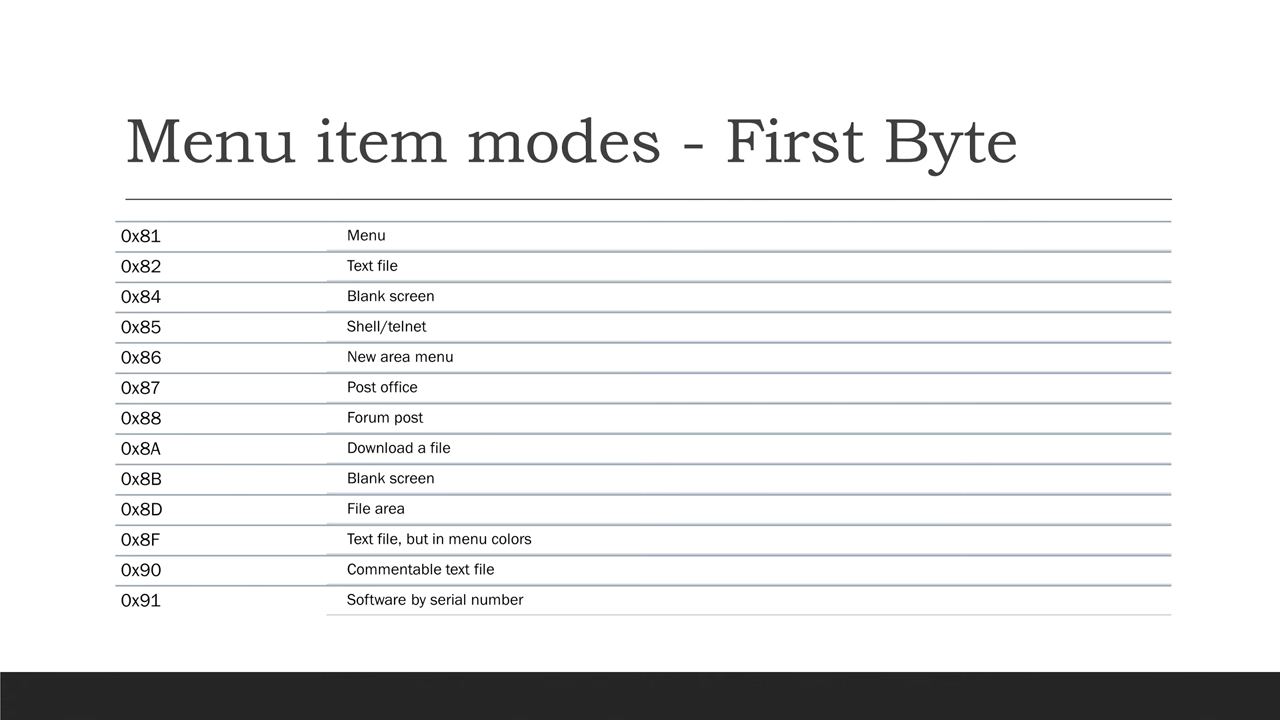 Menu item modes - First Byte
0x81 Menu
0x82 Text file
0x84 Blank screen
0x85 Shell/telnet
0x86 New area menu
0x87 Post office
0x88 Forum post
0x8A Download a file
0x8B Blank screen
0x8D File area
0x8F Text file, but in menu colors
0x90 Commentable text file
0x91 Software by serial number